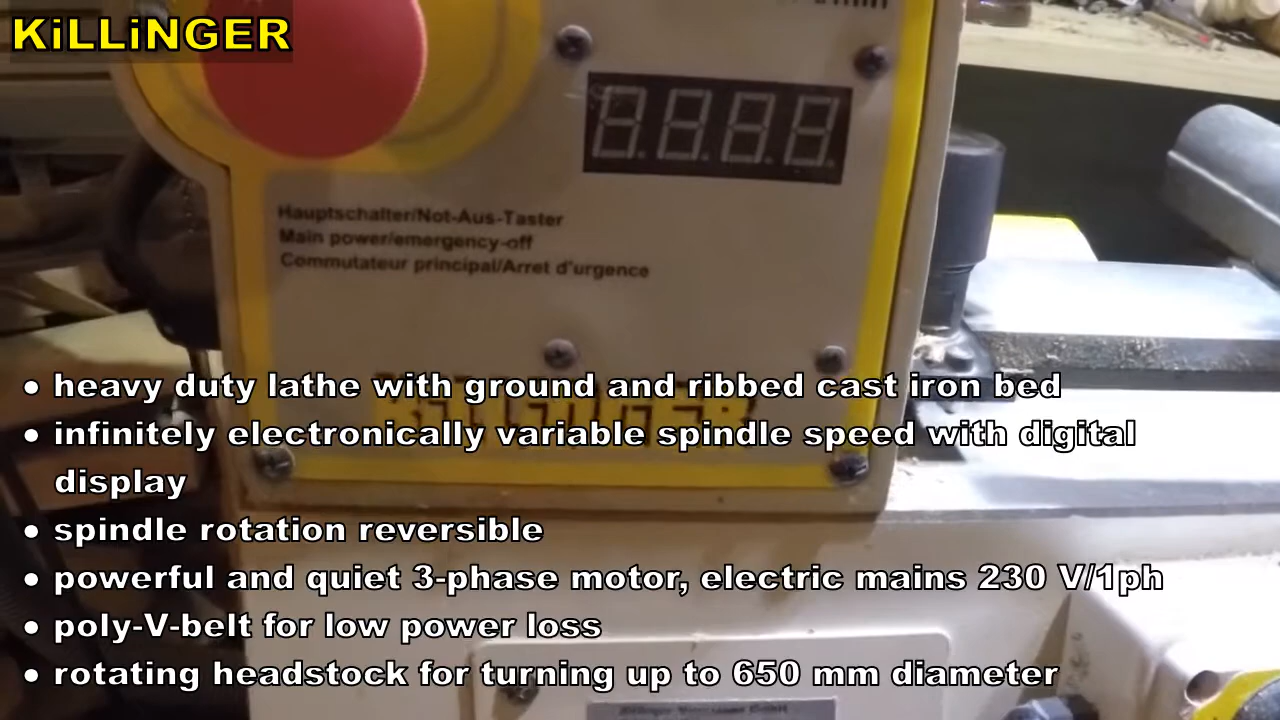 KiLLiNGER
Hauptschalter/Not-Aus-Taster
Main power/emergency-off
Commutateur principal/Arret d'urgence
• heavy duty lathe with ground and ribbed cast iron bed
• infinitely electronically variable spindle speed with digital
display
• spindle rotation reversible
• powerful and quiet 3-phase motor, electric mains 230 V/1ph
• poly-V-belt for low power loss
• rotating headstock for turning up to 650 mm diameter